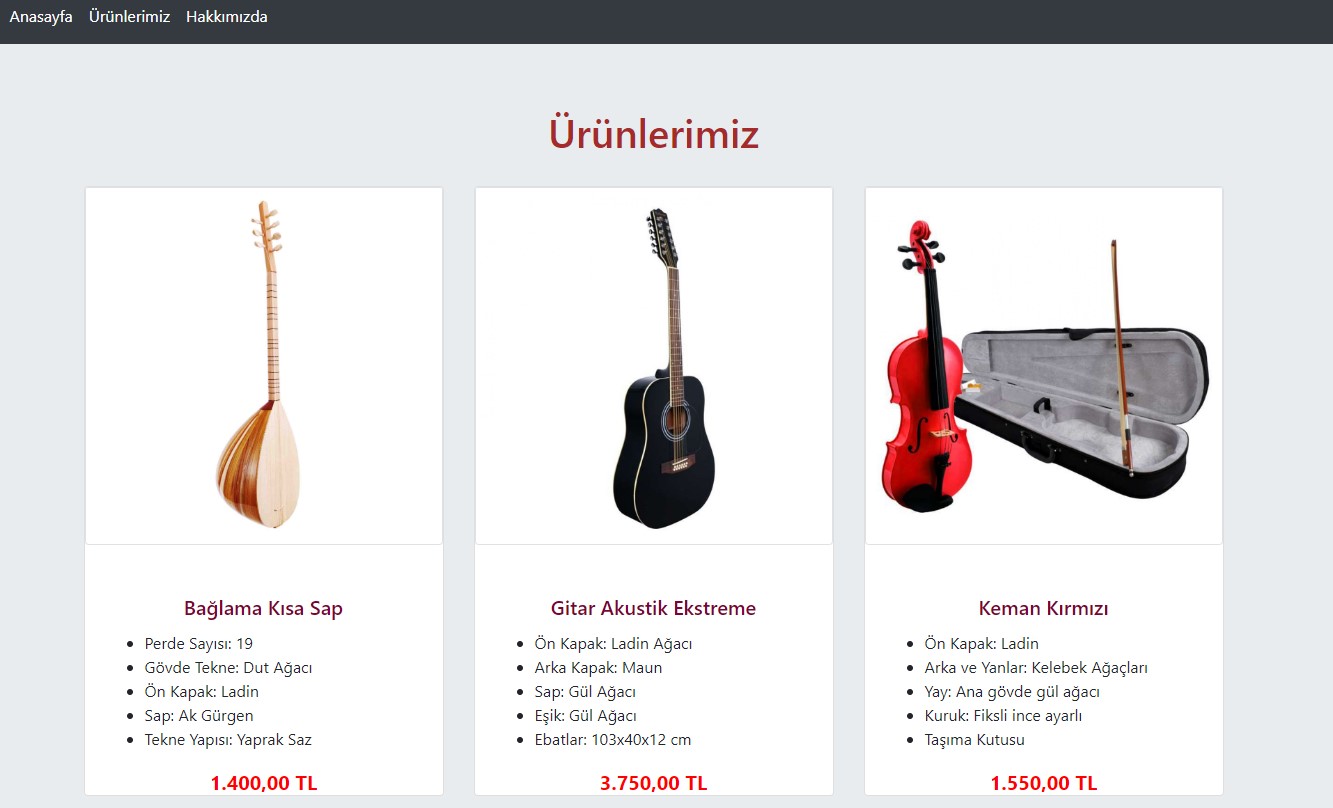 Anasayfa Ürünlerimiz Hakkımızda
Ürünlerimiz
Bağlama Kısa Sap
Perde Sayısı: 19
Gövde Tekne: Dut Ağacı
Ön Kapak: Ladin
Sap: Ak Gürgen
Tekne Yapısı: Yaprak Saz
1.400,00 TL
Gitar Akustik Ekstreme
Ön Kapak: Ladin Ağacı
Arka Kapak: Maun
Sap: Gül Ağacı
Eşik: Gül Ağacı
Ebatlar: 103x40x12 cm
3.750,00 TL
Keman Kırmızı
Ön Kapak: Ladin
Arka ve Yanlar: Kelebek Ağaçları
Yay: Ana gövde gül ağacı
Kuruk: Fiksli ince ayarlı
Taşıma Kutusu
1.550,00 TL